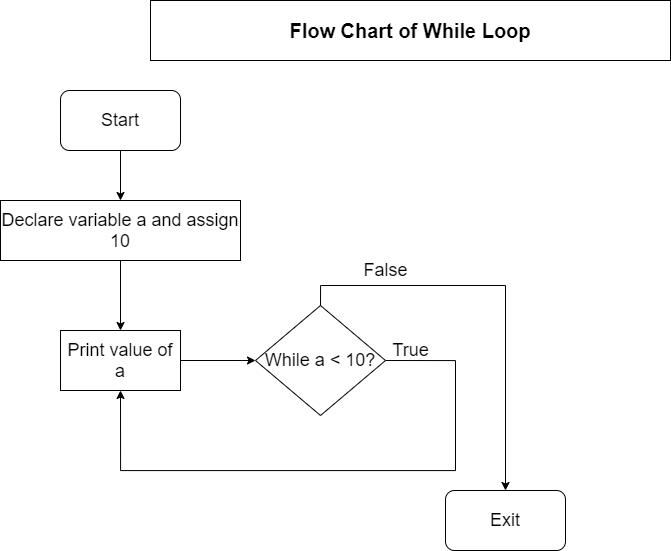 Flow Chart of While Loop
Start
Declare variable a and assign
10
False
Print value of
a
While a < 10?
True
Exit